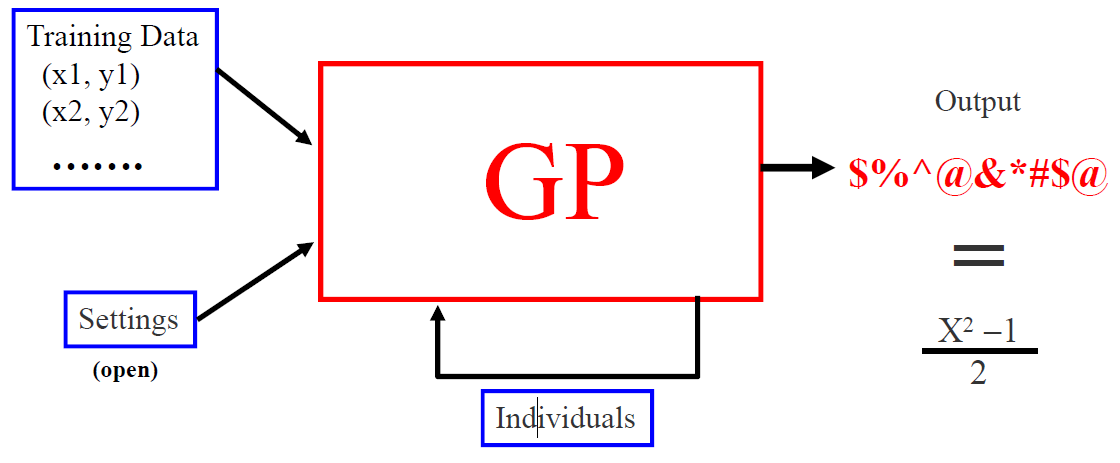 Training Data
(x1, y1)
(x2, y2)
.......
Settings
(open)
GP
Individuals
Output
$%^@&*#$@
=
X² –1
2